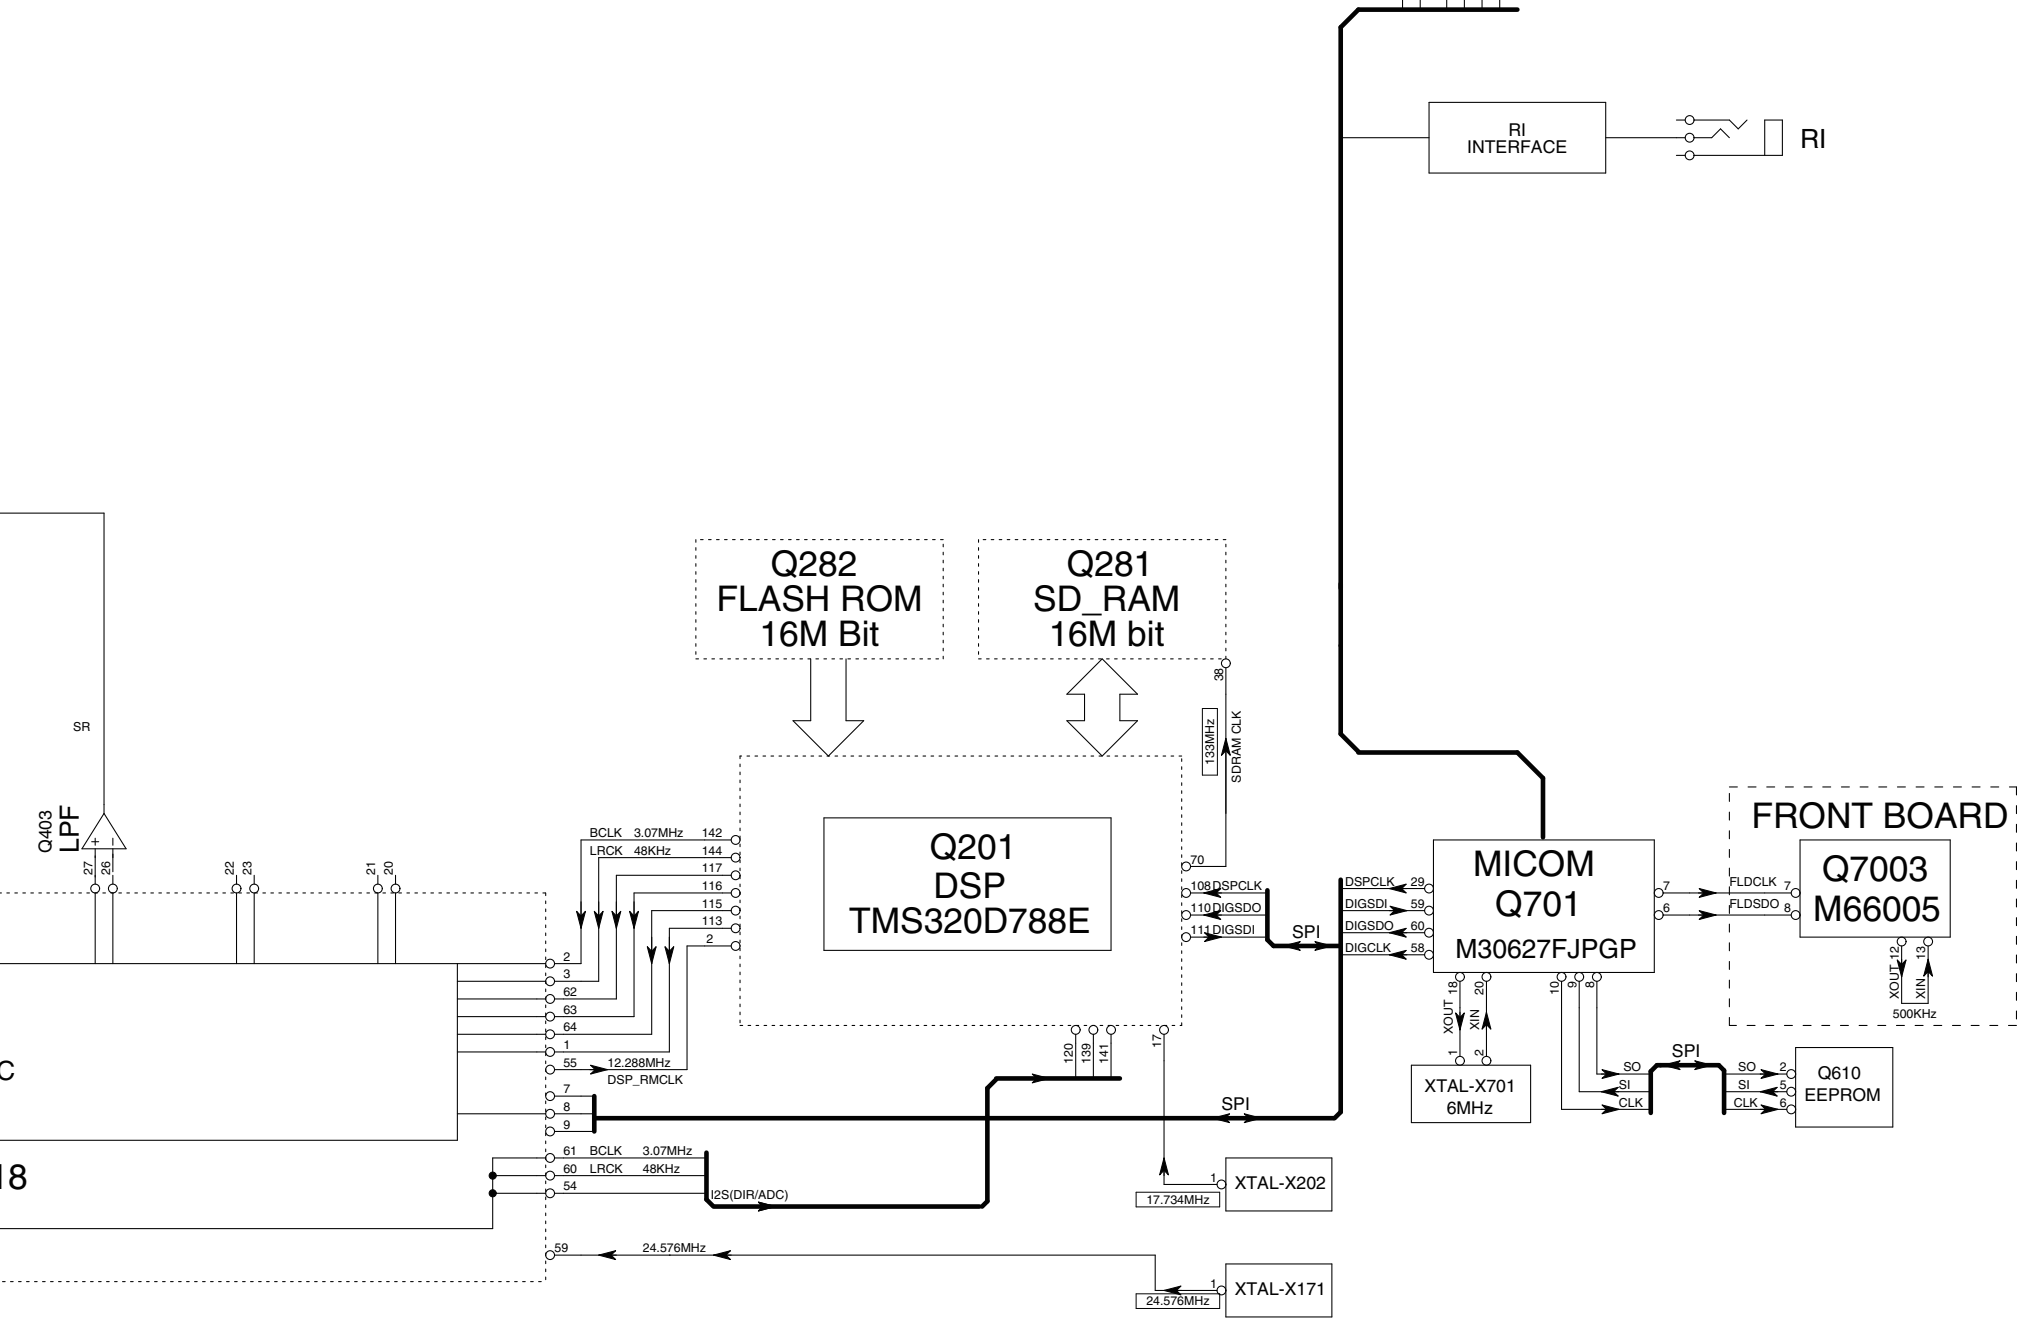 RI
INTERFACE
RI
Q282
FLASH ROM
16M Bit
Q281
SD_RAM
16M bit
38
133MHz
SDRAM CLK
SR
Q403
LPF
+
27
26
22
23
21
20
BCLK 3.07MHz 142
LRCK 48KHz 144
117
116
115
113
2
Q201
DSP
TMS320D788E
70
108 DSPCLK
110 DIGSDO
111 DIGSDI
SPI
DSPCLK 29
DIGSDI 59
DIGSDO 60
DIGCLK 58
MICOM
Q701
M30627FJPGP
7 FLDCLK 7
6 FLDSDO 8
FRONT BOARD
Q7003
M66005
XOUT 12
XIN 13
500KHz
2
3
62
63
64
1
55 12.288MHz
DSP_RMCLK
7
8
9
C
18
120
139
141
17
XOUT 18
XIN 20
1
2
XTAL-X701
6MHz
10
9
8
SO
SI
CLK
SPI
SO 2
SI 5
CLK 6
Q610
EEPROM
SPI
61 BCLK 3.07MHz
60 LRCK 48KHz
54
I2S(DIR/ADC)
1
XTAL-X202
17.734MHz
59 24.576MHz
1
XTAL-X171
24.576MHz